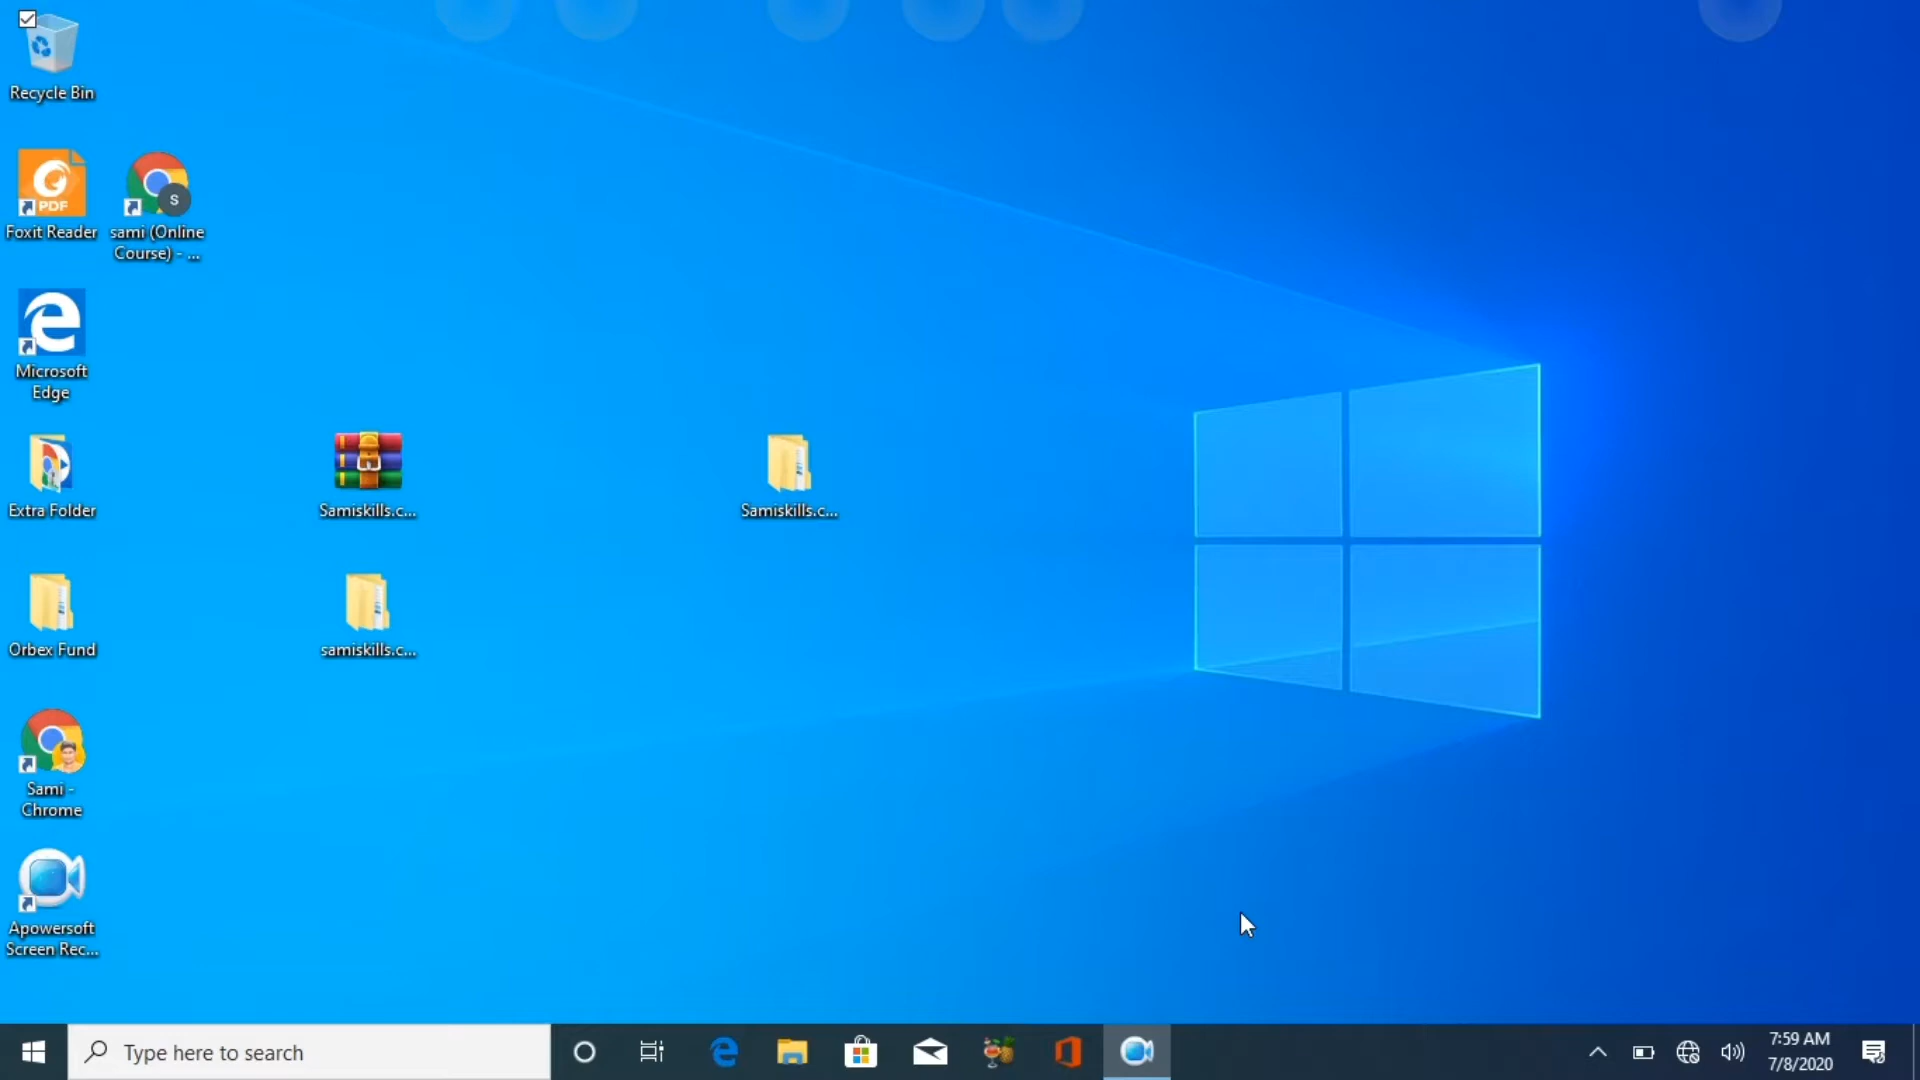 Recycle Bin
PDF
Foxit Reader
S
sami (Online
Course) - ...
Microsoft
Edge
Extra Folder
Samiskills.c...
Samiskills.c...
Orbex Fund
samiskills.c...
Sami -
Chrome
Apowersoft
Screen Rec...
Type here to search
7:59 AM
7/8/2020